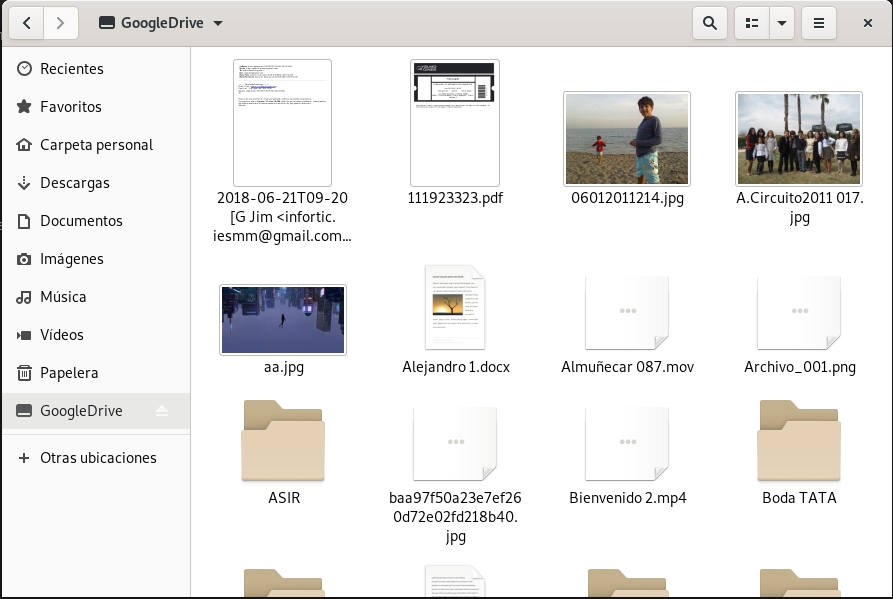 GoogleDrive
Recientes
Favoritos
Carpeta personal
Descargas
Documentos
Imágenes
Música
Vídeos
Papelera
GoogleDrive
Otras ubicaciones
2018-06-21T09-20
[G Jim <infortic.
iesmm@gmail.com...
111923323.pdf
06012011214.jpg
A.Circuito2011 017.
jpg
aa.jpg
Alejandro 1.docx
Almuñecar 087.mov
Archivo_001.png
ASIR
baa97f50a23e7ef26
0d72e02fd218b40.
jpg
Bienvenido 2.mp4
Boda TATA